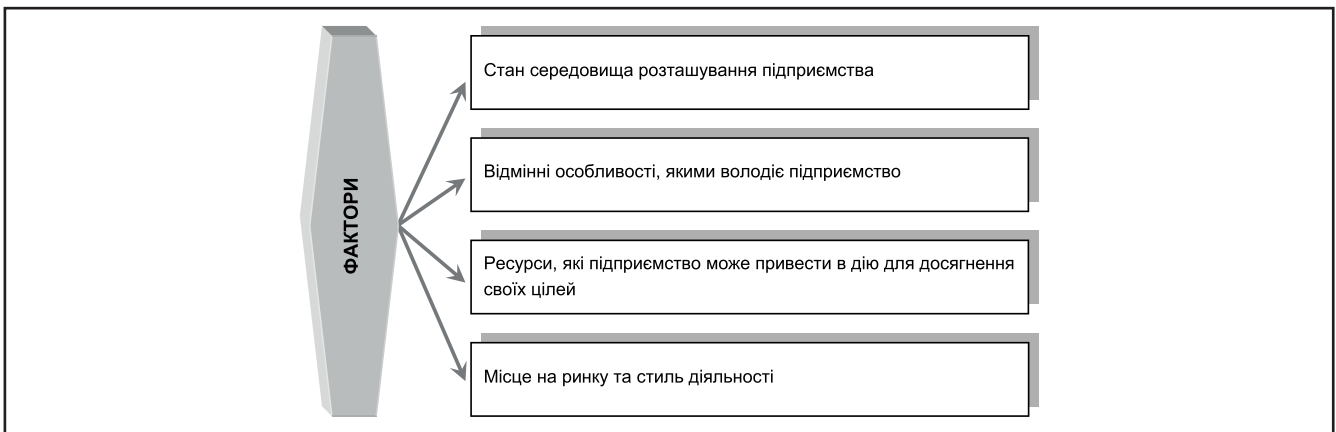 ФАКТОРИ
Стан середовища розташування підприємства
Відмінні особливості, якими володіє підприємство
Ресурси, які підприємство може привести в дію для досягнення
своїх цілей
Місце на ринку та стиль діяльності